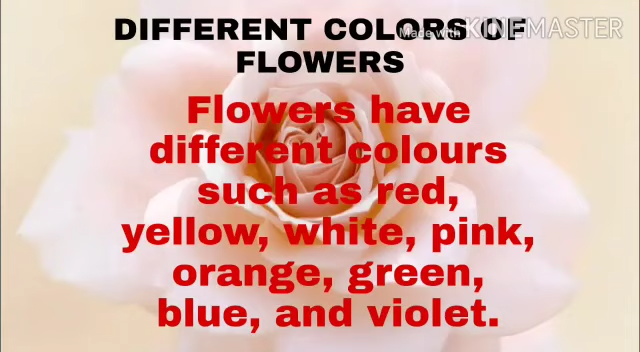 DIFFERENT COLORS OF
Made with KINEMASTER
FLOWERS
Flowers have
different colours
such as red,
yellow, white, pink,
orange, green,
blue, and violet.